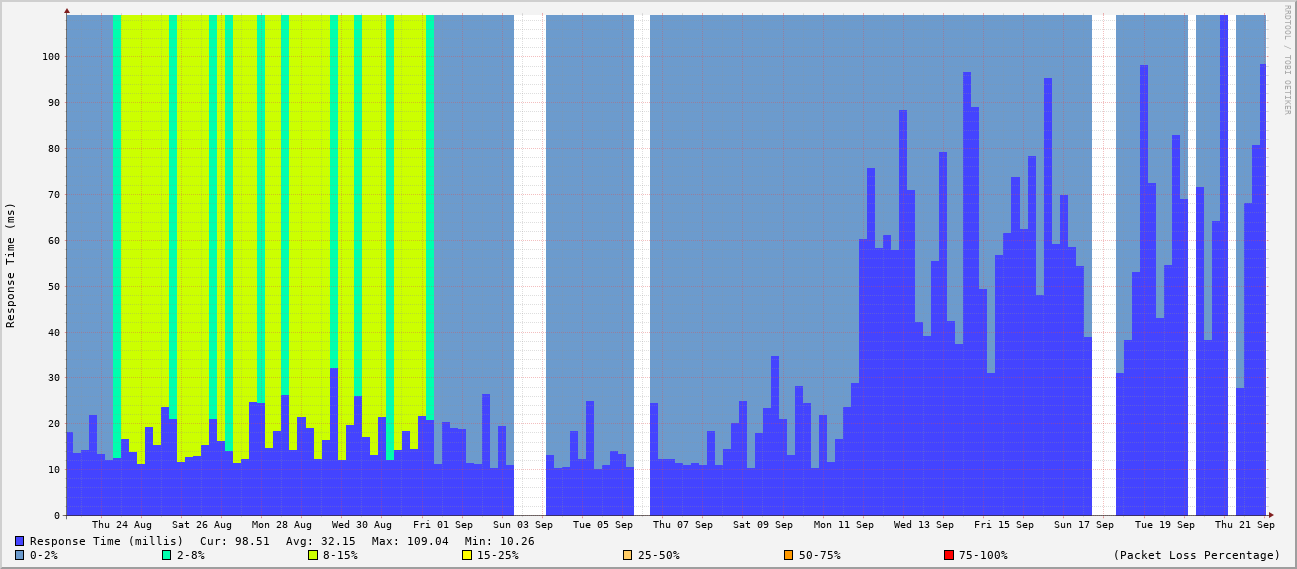 RRDTOOL / TOBI OETIKER
Response Time (ms)
100
90
80
70
60
50
40
30
20
10
0
Thu 24 Aug Sat 26 Aug Mon 28 Aug Wed 30 Aug Fri 01 Sep Sun 03 Sep Tue 05 Sep Thu 07 Sep Sat 09 Sep Mon 11 Sep Wed 13 Sep Fri 15 Sep Sun 17 Sep Tue 19 Sep Thu 21 Sep
Response Time (millis) Cur: 98.51 Avg: 32.15 Max: 109.04 Min: 10.26
0-2% 2-8% 8-15% 15-25% 25-50% 50-75% 75-100% (Packet Loss Percentage)